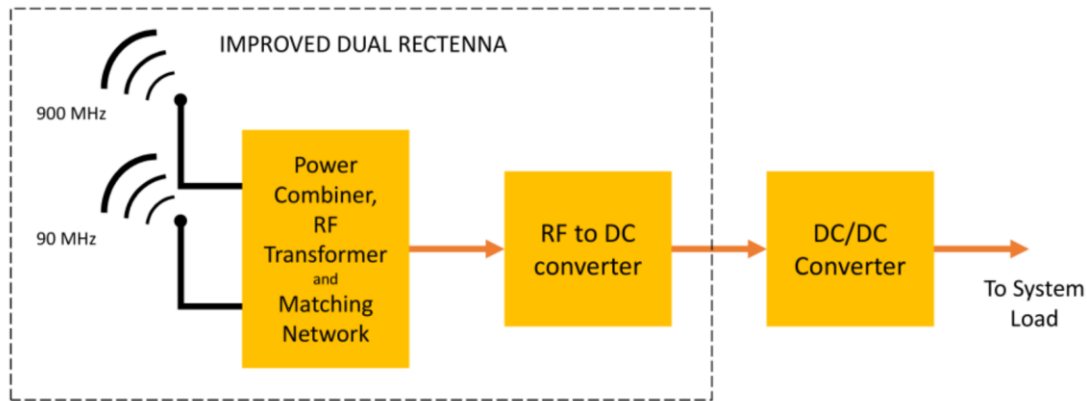 IMPROVED DUAL RECTENNA
900 MHz
90 MHz
Power
Combiner,
RF
Transformer
and
Matching
Network
RF to DC
converter
DC/DC
Converter
To System
Load